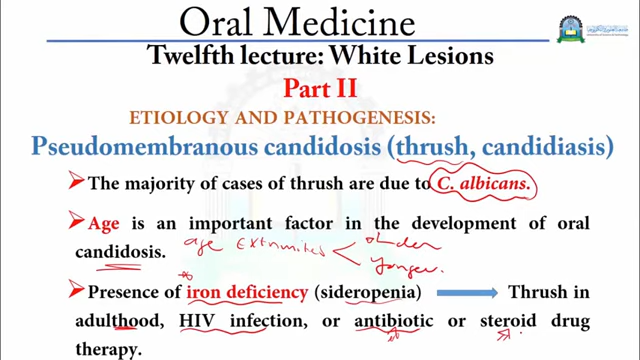 Oral Medicine
Twelfth lecture: White Lesions
Part II
ETIOLOGY AND PATHOGENESIS:
Pseudomembranous candidosis (thrush, candidiasis)
The majority of cases of thrush are due to C. albicans.
Age is an important factor in the development of oral
candidosis. age Extrimities < older
younger
Presence of iron deficiency (sideropenia) → Thrush in
adulthood, HIV infection, or antibiotic or steroid drug
therapy.